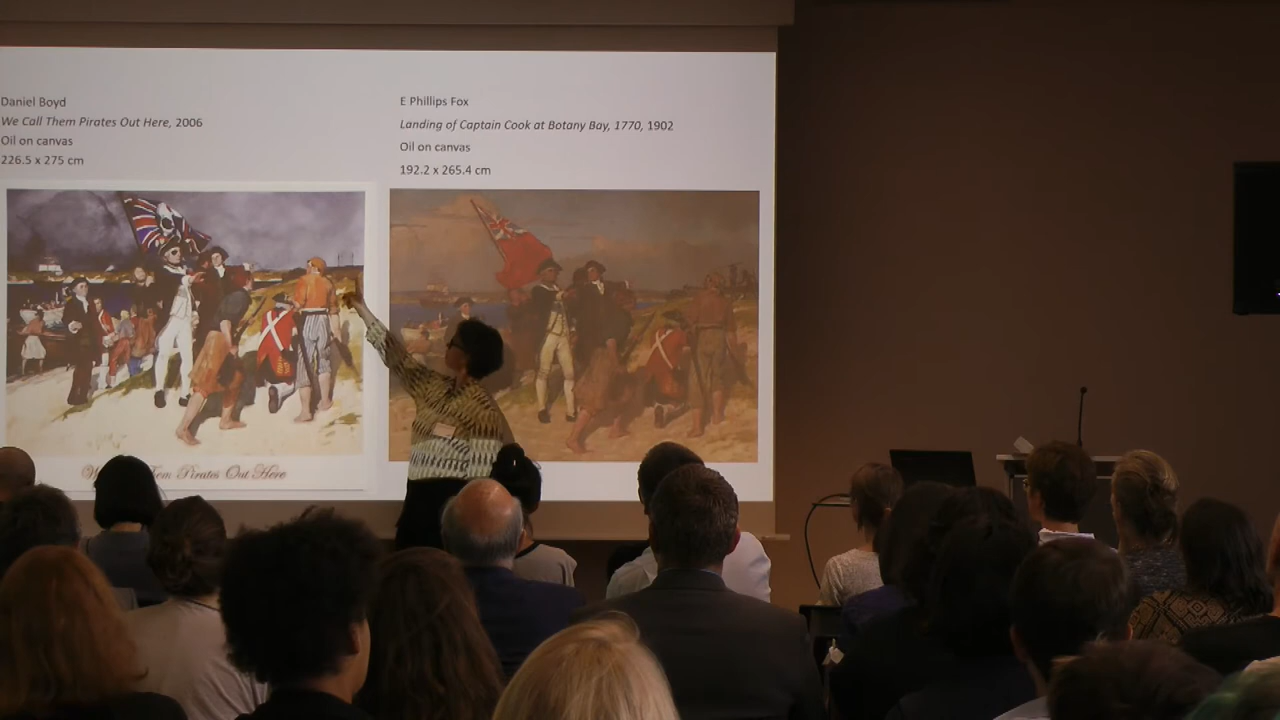 Daniel Boyd
We Call Them Pirates Out Here, 2006
Oil on canvas
226.5 x 275 cm
E Phillips Fox
Landing of Captain Cook at Botany Bay, 1770, 1902
Oil on canvas
192.2 x 265.4 cm
Pirates Out Here